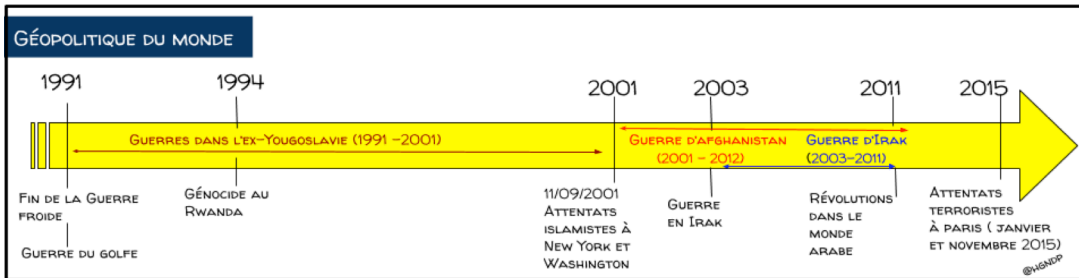 Géopolitique du monde
1991
1994
2001
2003
2011
2015
Guerres dans l'ex-Yougoslavie (1991 -2001)
Guerre d'afghanistan
(2001 - 2012)
Guerre d'Irak
(2003-2011)
Fin de la Guerre
froide
Guerre du golfe
Génocide au
Rwanda
11/09/2001
Attentats
islamistes à
New York et
Washington
Guerre
en Irak
Révolutions
dans le
monde
arabe
Attentats
terroristes
à paris ( janvier
et novembre 2015)
@HGNDP